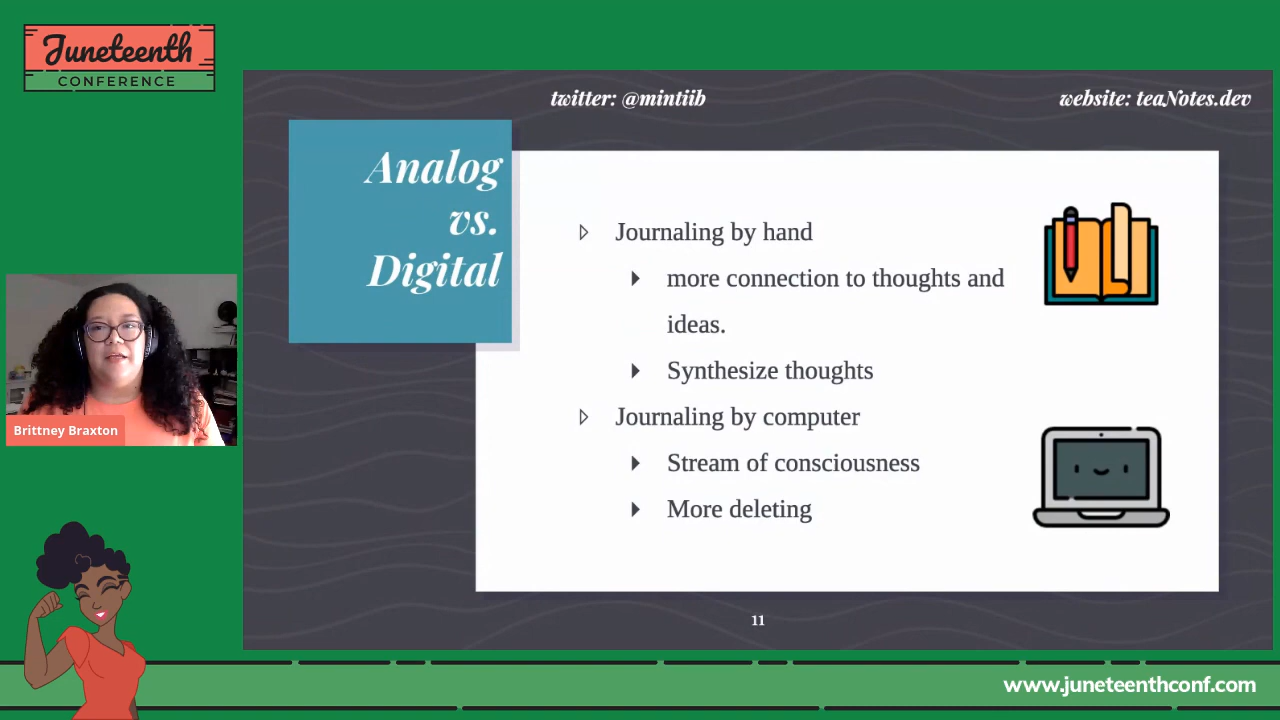 Juneteenth
CONFERENCE
twitter: @mintiib
website: teaNotes.dev
Analog
vs.
Digital
Journaling by hand
more connection to thoughts and
ideas.
Synthesize thoughts
Journaling by computer
Stream of consciousness
More deleting
11
Brittney Braxton
www.juneteenthconf.com